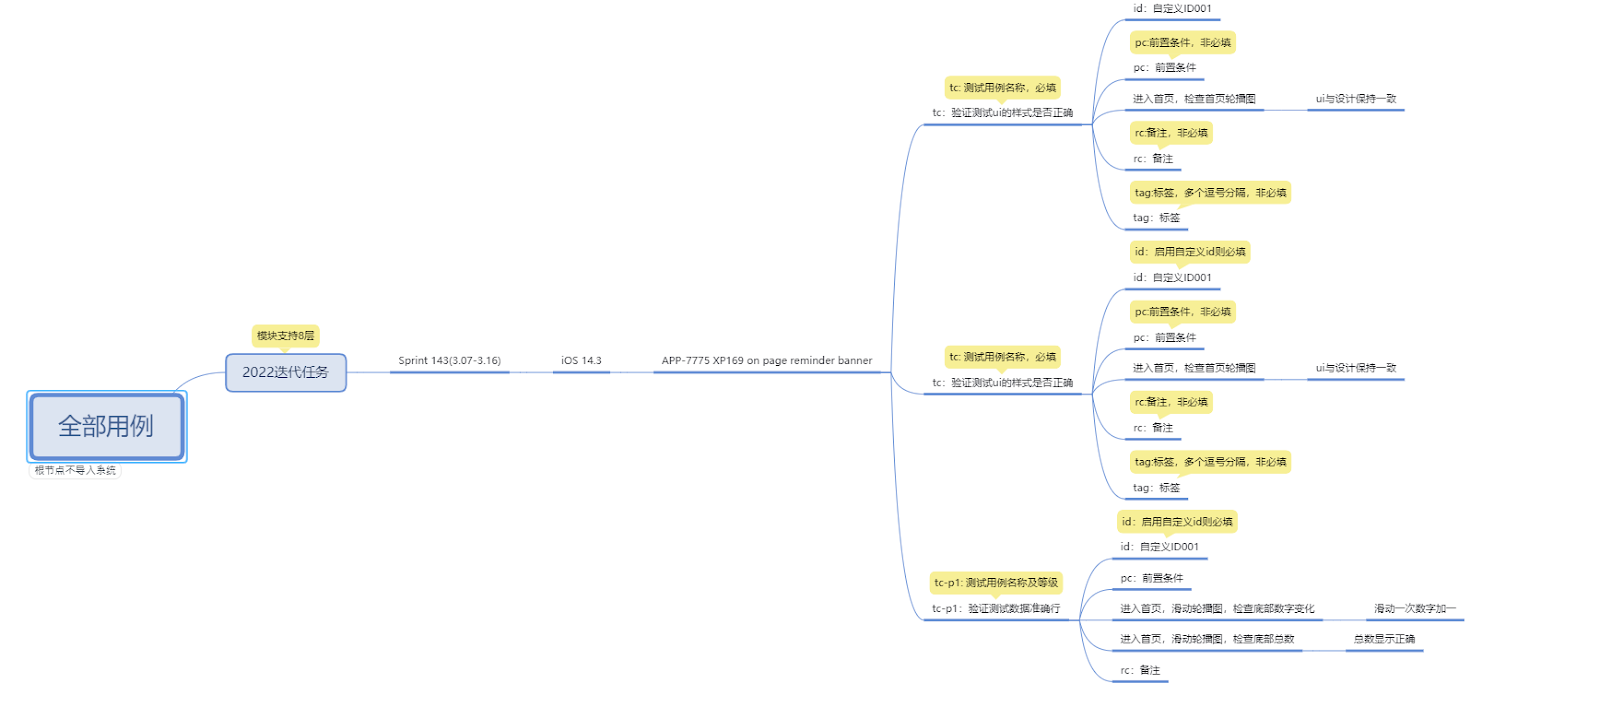 全部用例
根节点不导入系统
模块支持8层
2022迭代任务
Sprint 143(3.07-3.16)
iOS 14.3
APP-7775 XP169 on page reminder banner
tc: 测试用例名称，必填
tc：验证测试ui的样式是否正确
id：自定义ID001
pc:前置条件，非必填
pc：前置条件
进入首页，检查首页轮播图
ui与设计保持一致
rc:备注，非必填
rc：备注
tag:标签，多个逗号分隔，非必填
tag：标签
tc: 测试用例名称，必填
tc：验证测试ui的样式是否正确
id：启用自定义id则必填
id：自定义ID001
pc:前置条件，非必填
pc：前置条件
进入首页，检查首页轮播图
ui与设计保持一致
rc:备注，非必填
rc：备注
tag:标签，多个逗号分隔，非必填
tag：标签
tc-p1: 测试用例名称及等级
tc-p1：验证测试数据准确行
id：启用自定义id则必填
id：自定义ID001
pc：前置条件
进入首页，滑动轮播图，检查底部数字变化
滑动一次数字加一
进入首页，滑动轮播图，检查底部总数
总数显示正确
rc：备注